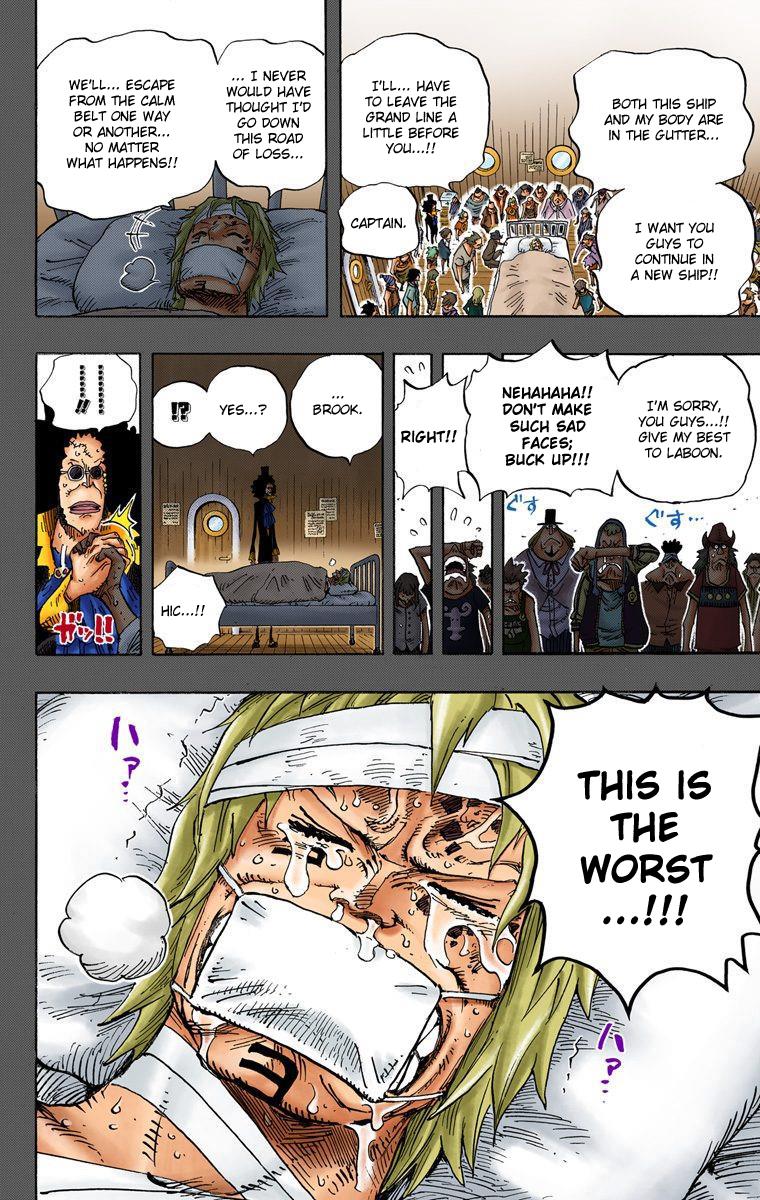 BOTH THIS SHIP
AND MY BODY ARE
IN THE GUTTER.
I WANT YOU
GUYS TO
CONTINUE IN
A NEW SHIP!!
I'LL... HAVE
TO LEAVE THE
GRAND LINE A
LITTLE BEFORE
YOU...!!
CAPTAIN.
... I NEVER
WOULD HAVE
THOUGHT I'D
GO DOWN
THIS ROAD
OF LOSS...
WE'LL... ESCAPE
FROM THE CALM
BELT ONE WAY
OR ANOTHER...
NO MATTER
WHAT HAPPENS!!
I'M SORRY,
YOU GUYS...!!
GIVE MY BEST
TO LABOON.
NEHAHAHA!!
DON'T MAKE
SUCH SAD
FACES;
BUCK UP!!!
ぐす…
ぐす
RIGHT!!
...
BROOK.
YES...?
!?
HIC...!!
!!
ガッ!!
THIS IS
THE
WORST
...!!!
ハァ
ハァ